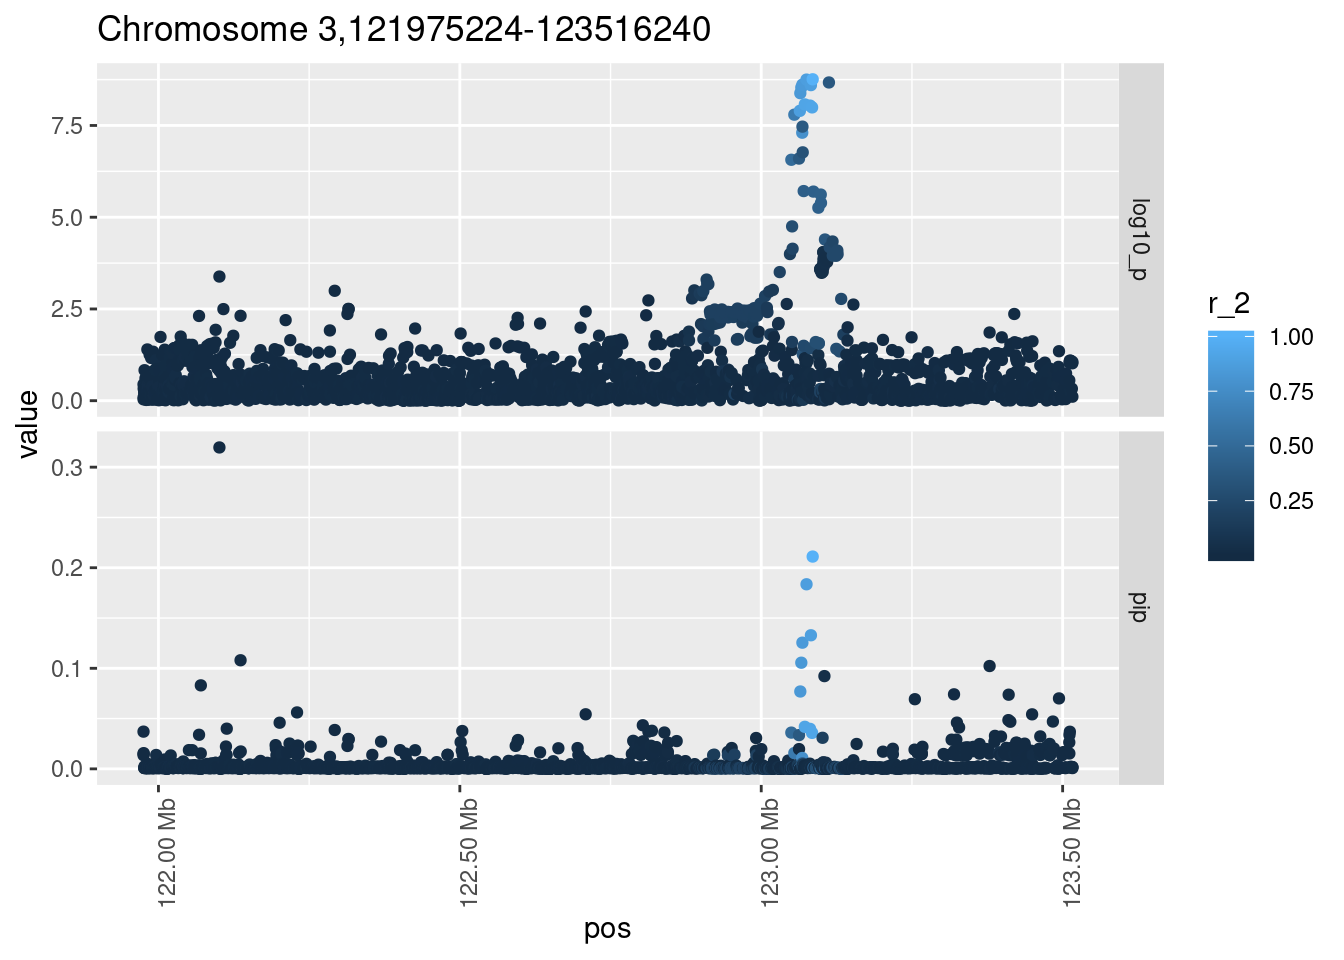 Chromosome 3,121975224-123516240
7.5
5.0
2.5
0.0
log10_p
0.3
0.2
0.1
0.0
pip
value
122.00 Mb
122.50 Mb
123.00 Mb
123.50 Mb
pos
r_2
1.00
0.75
0.50
0.25